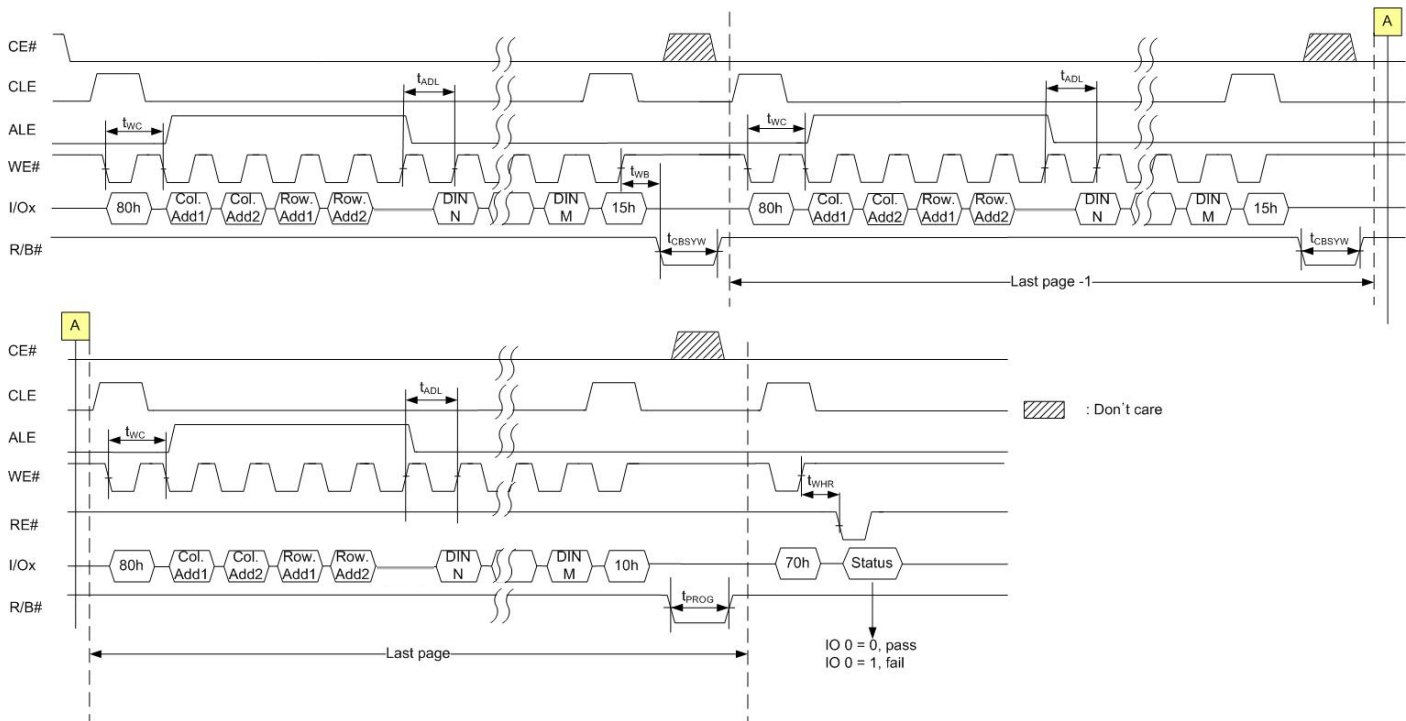 A
CE#
CLE
tADL
tADL
ALE
tWC
tWC
WE#
tWB
I/Ox
80h
Col.
Add1
Col.
Add2
Row.
Add1
Row.
Add2
DIN
N
DIN
M
15h
80h
Col.
Add1
Col.
Add2
Row.
Add1
Row.
Add2
DIN
N
DIN
M
15h
R/B#
tCBSYW
tCBSYW
Last page -1
A
CE#
CLE
tADL
: Don't care
ALE
tWC
WE#
tWHR
RE#
I/Ox
80h
Col.
Add1
Col.
Add2
Row.
Add1
Row.
Add2
DIN
N
DIN
M
10h
70h
Status
R/B#
tPROG
IO 0 = 0, pass
IO 0 = 1, fail
Last page